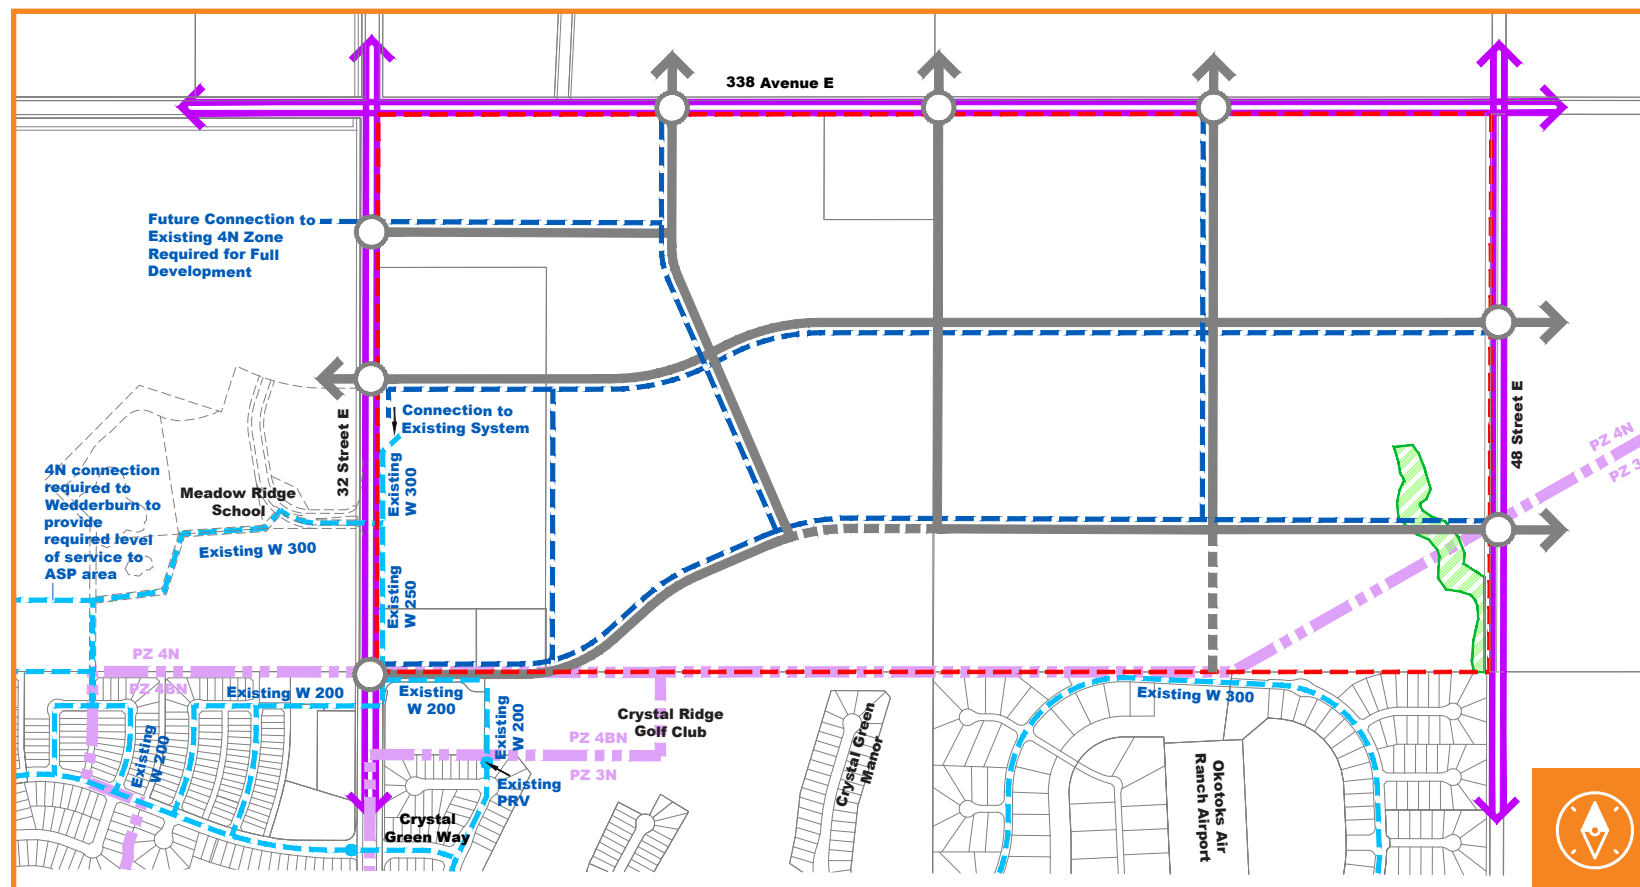 338 Avenue E
Future Connection to
Existing 4N Zone
Required for Full
Development
Connection to
Existing System
32 Street E
48 Street E
PZ 4N
Existing
W 300
4N connection
required to
Wedderburn to
provide
required level
of service to
ASP area
Meadow Ridge
School
Existing W 300
Existing
W 250
PZ 4N
PZ 4BN
Existing W 200
Existing
W 200
Existing
W 200
Existing
W 200
Crystal Ridge
Golf Club
PZ 4BN
PZ 3N
Existing
PRV
Crystal
Green Way
Crystal Green
Manor
Existing W 300
Okotoks Air
Ranch Airport